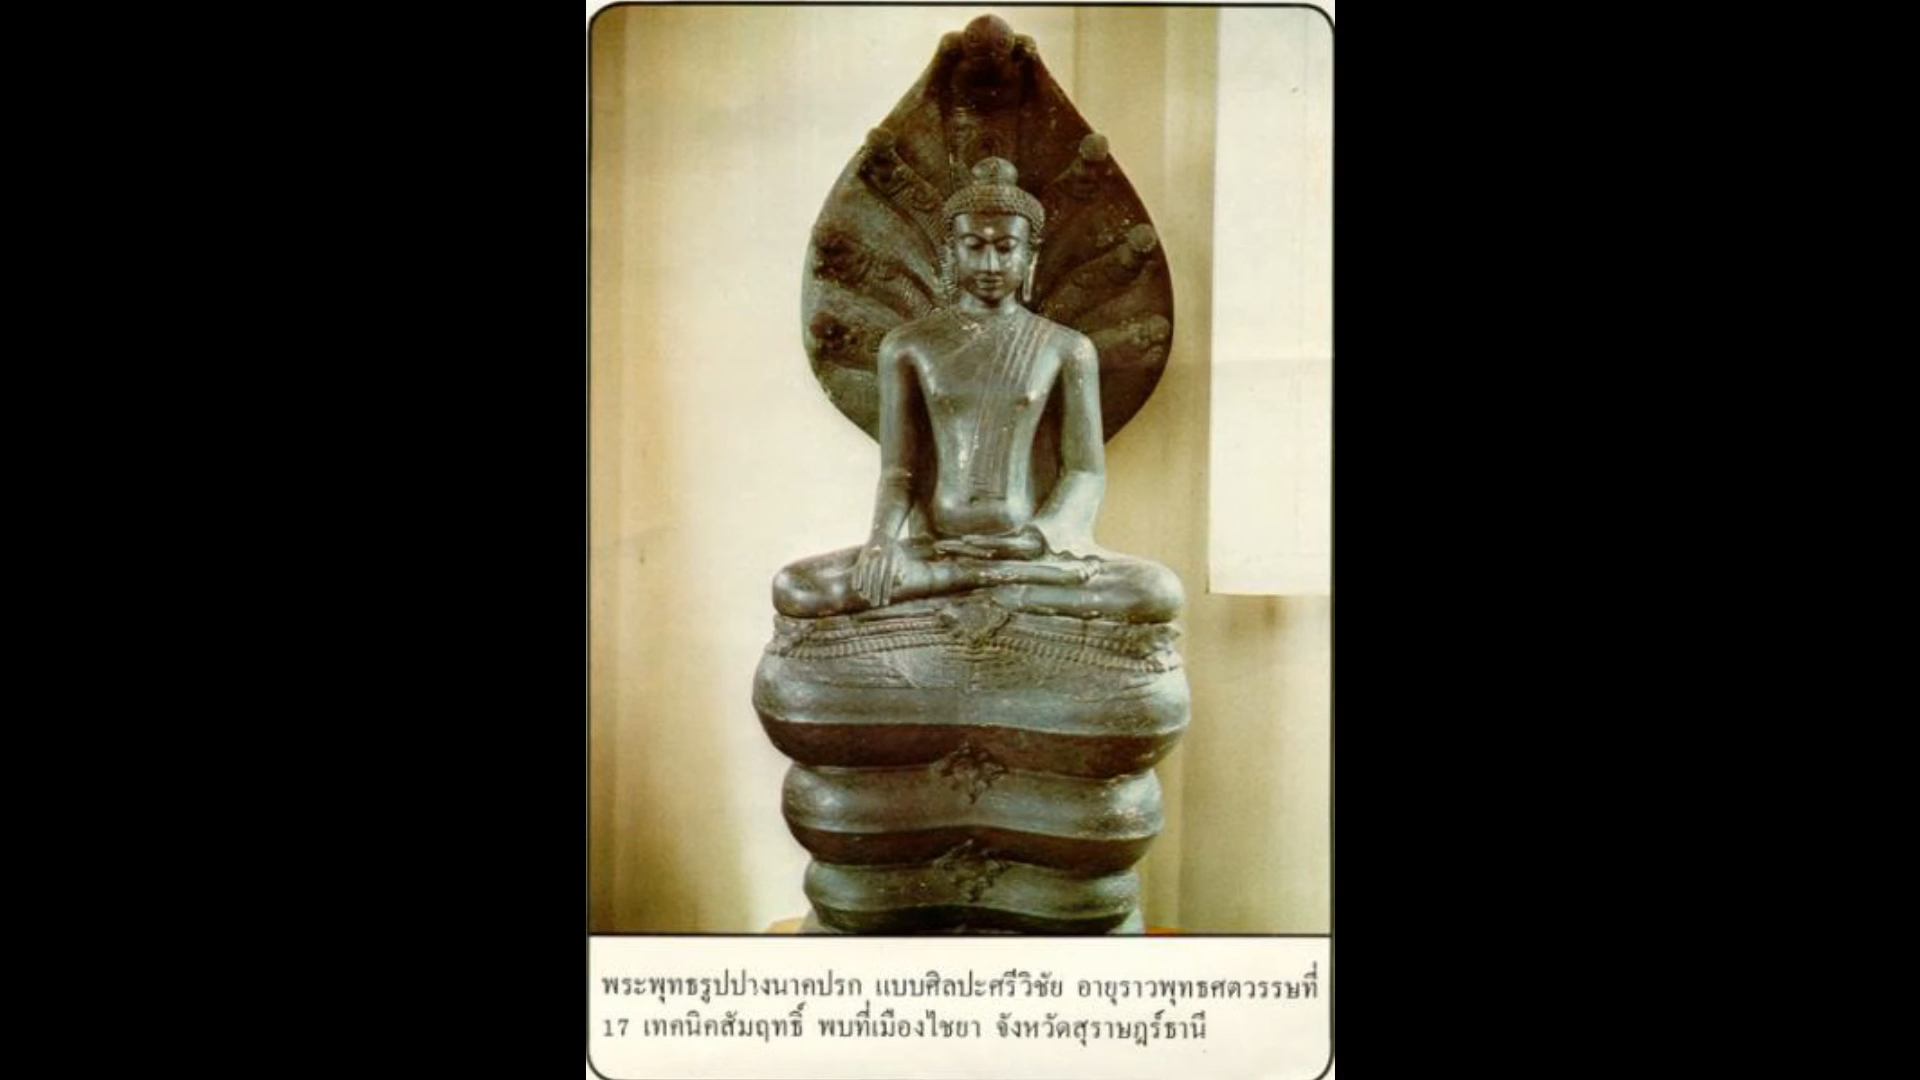 พระพุทธรูปปางนาคปรก แบบศิลปะศรีวิชัย อายุราวพุทธศตวรรษที่
17 เทคนิคสัมฤทธิ์ พบที่เมืองไชยา จังหวัดสุราษฎร์ธานี